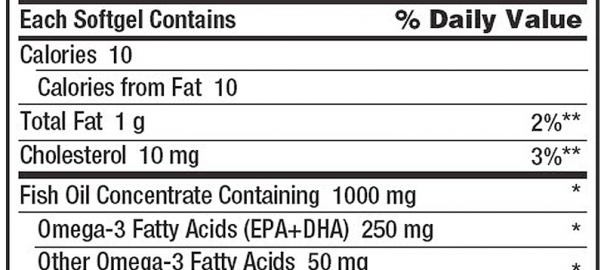 Each Softgel Contains % Daily Value
Calories 10
Calories from Fat 10
Total Fat 1 g 2%**
Cholesterol 10 mg 3%**
Fish Oil Concentrate Containing 1000 mg *
Omega-3 Fatty Acids (EPA+DHA) 250 mg *
Other Omega-3 Fatty Acids 50 mg *